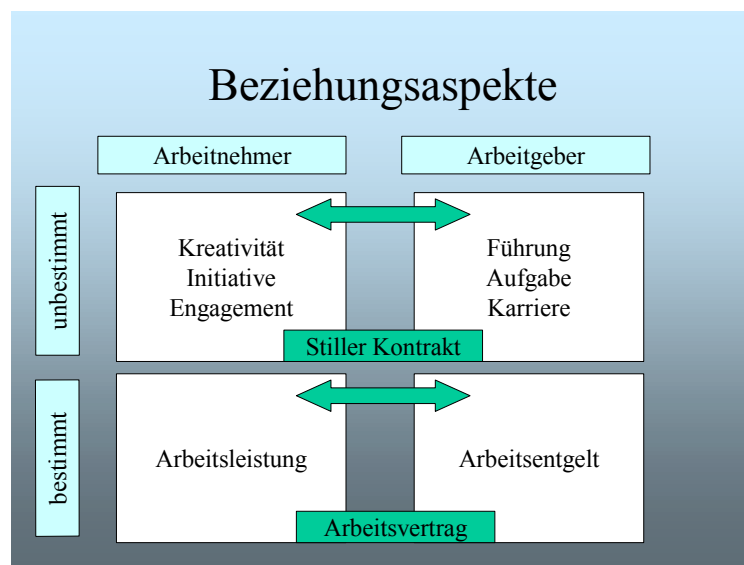 Beziehungsaspekte
Arbeitnehmer
Arbeitgeber
unbestimmt
Kreativität
Initiative
Engagement
Führung
Aufgabe
Karriere
Stiller Kontrakt
bestimmt
Arbeitsleistung
Arbeitsentgelt
Arbeitsvertrag